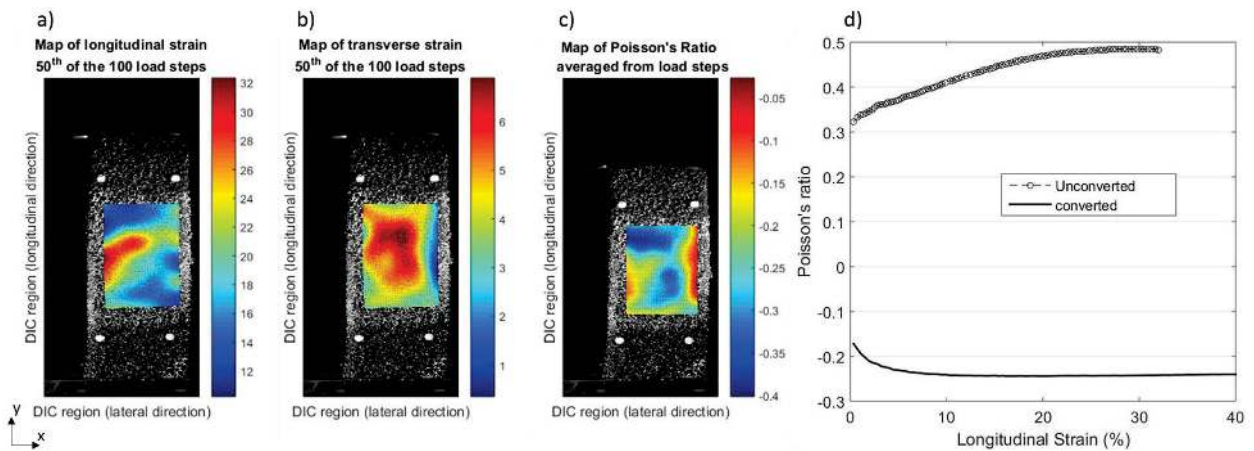 a)
Map of longitudinal strain
50th of the 100 load steps
32
30
28
26
24
22
20
18
16
14
12
DIC region (longitudinal direction)
DIC region (lateral direction)
y
x
b)
Map of transverse strain
50th of the 100 load steps
6
5
4
3
2
1
DIC region (longitudinal direction)
DIC region (lateral direction)
c)
Map of Poisson's Ratio
averaged from load steps
-0.05
-0.1
-0.15
-0.2
-0.25
-0.3
-0.35
-0.4
DIC region (longitudinal direction)
DIC region (lateral direction)
d)
0.5
0.4
0.3
0.2
0.1
0
-0.1
-0.2
-0.3
Poisson's ratio
Unconverted
converted
0 10 20 30 40
Longitudinal Strain (%)